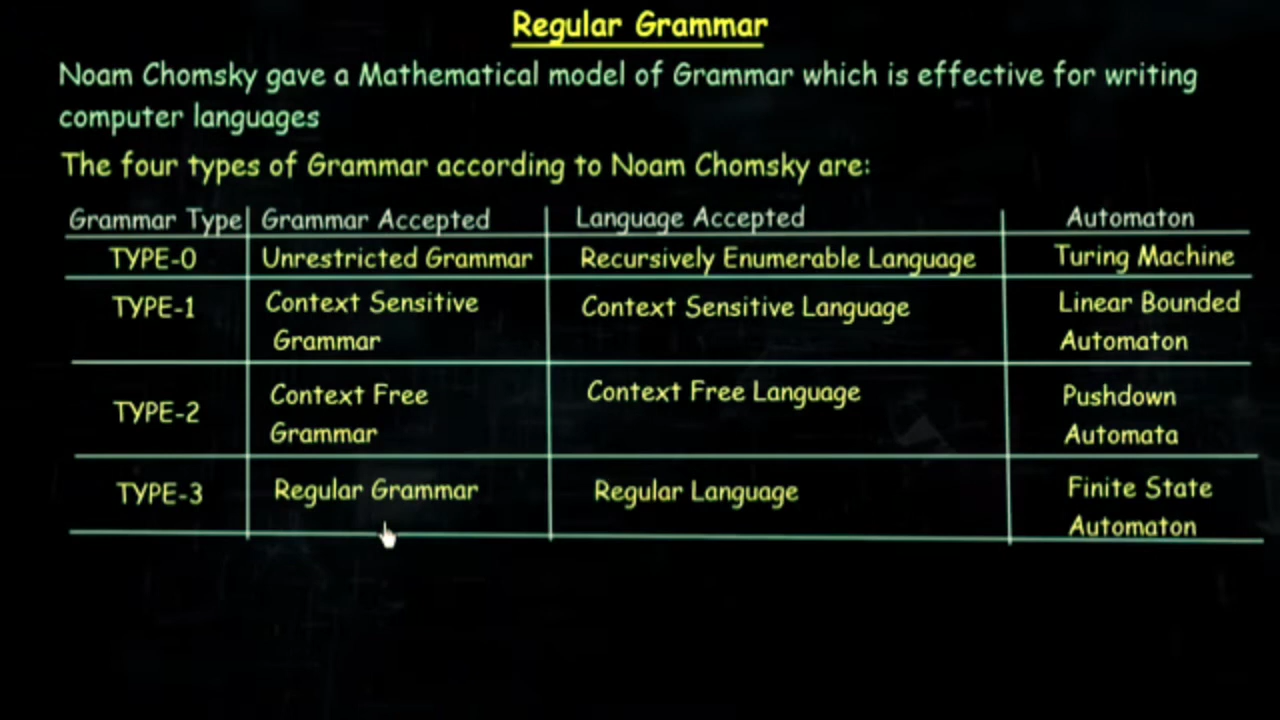 Regular Grammar
Noam Chomsky gave a Mathematical model of Grammar which is effective for writing
computer languages
The four types of Grammar according to Noam Chomsky are:
Grammar Type Grammar Accepted Language Accepted Automaton
TYPE-0 Unrestricted Grammar Recursively Enumerable Language Turing Machine
TYPE-1 Context Sensitive Context Sensitive Language Linear Bounded
Grammar Automaton
TYPE-2 Context Free Context Free Language Pushdown
Grammar Automata
TYPE-3 Regular Grammar Regular Language Finite State
Automaton